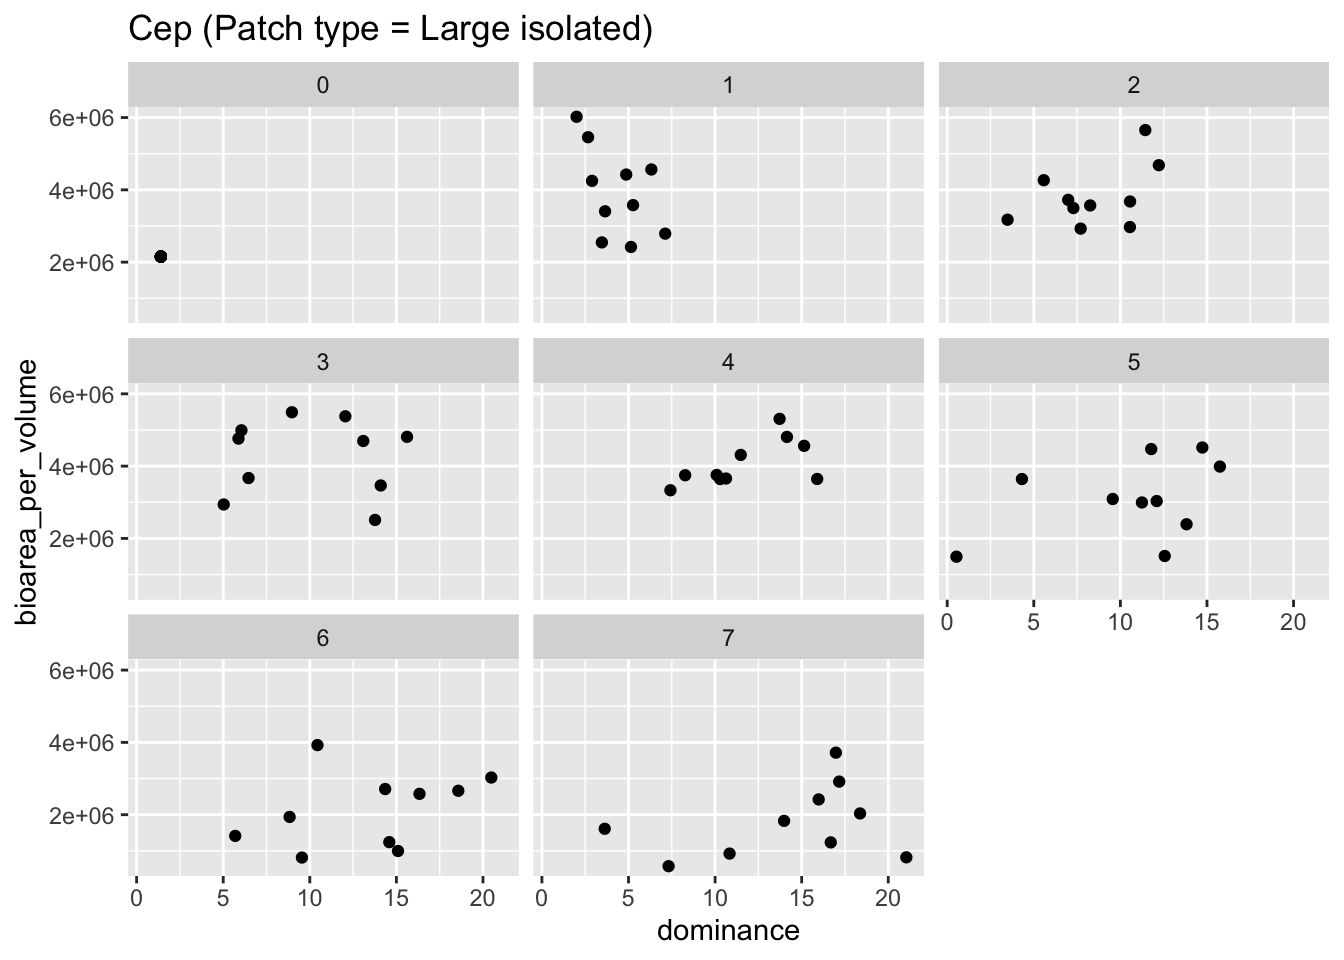 Cep (Patch type = Large isolated)
0 1 2
6e+06
4e+06
2e+06
3 4 5
6e+06
4e+06
2e+06
0 5 10 15 20
6 7
6e+06
4e+06
2e+06
0 5 10 15 20 0 5 10 15 20
dominance
bioarea_per_volume